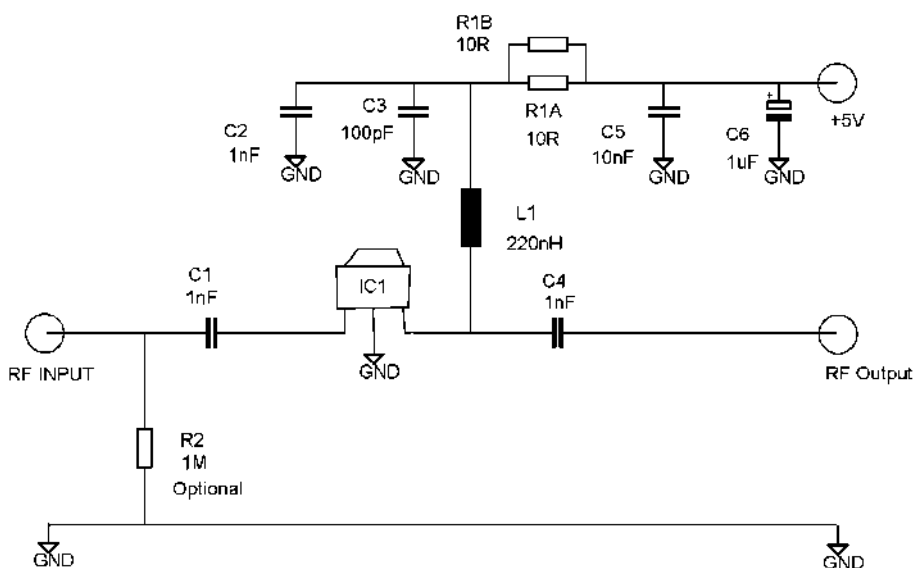 R1B
10R
C2
1nF
GND
C3
100pF
GND
R1A
10R
C5
10nF
GND
+
C6
1uF
GND
+5V
L1
220nH
C1
1nF
IC1
GND
C4
1nF
RF INPUT
RF Output
R2
1M
Optional
GND
GND